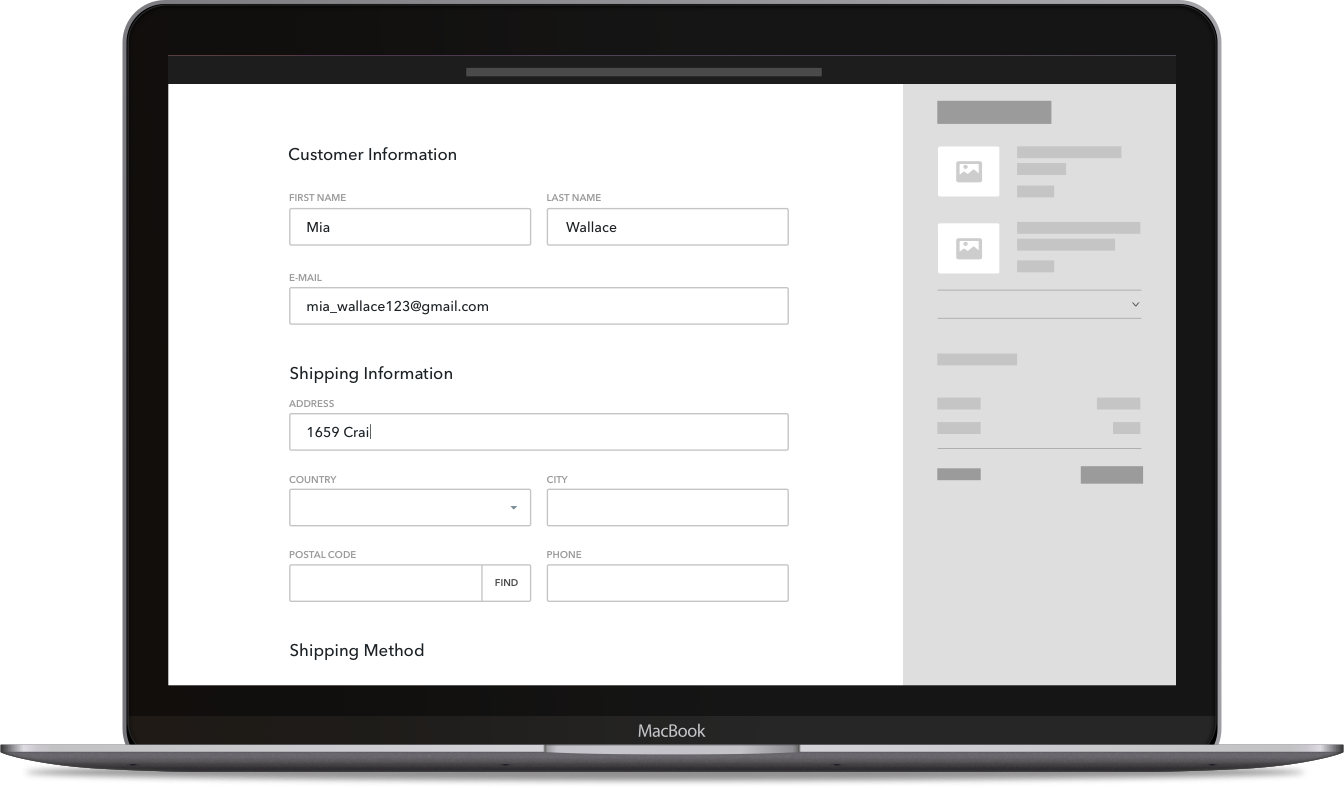 Customer Information
FIRST NAME LAST NAME
Mia Wallace
E-MAIL
mia_wallace123@gmail.com
Shipping Information
ADDRESS
1659 Crai
COUNTRY CITY
POSTAL CODE PHONE
FIND
Shipping Method
MacBook